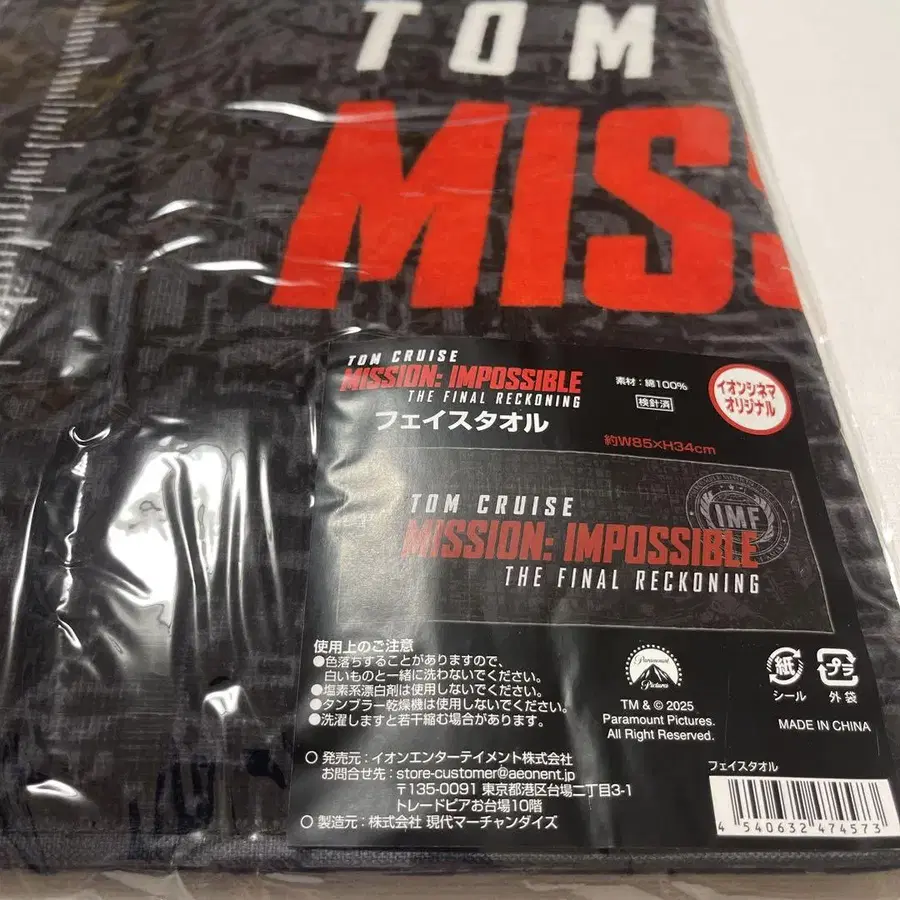 TOM
MISS
TOM CRUISE
MISSION: IMPOSSIBLE
THE FINAL RECKONING
フェイスタオル
素材：綿100%
検針済
イオンシネマ
オリジナル
約W85×H34cm
TOM CRUISE
MISSION: IMPOSSIBLE
THE FINAL RECKONING
IMF
使用上のご注意
●色落ちすることがありますので、
白いものと一緒に洗わないでください。
●塩素系漂白剤は使用しないでください。
●タンブラー乾燥機は使用しないでください。
●洗濯しますと若干縮む場合があります。
Paramount
Pictures
TM & © 2025
Paramount Pictures.
All Right Reserved.
紙
シール
プラ
外袋
MADE IN CHINA
○ 発売元：イオンエンターテイメント株式会社
お問合せ先：store-customer@aeonent.jp
〒135-0091 東京都港区台場二丁目3-1
トレードピアお台場10階
○ 製造元：株式会社 現代マーチャンダイズ
フェイスタオル
4 540632 474573